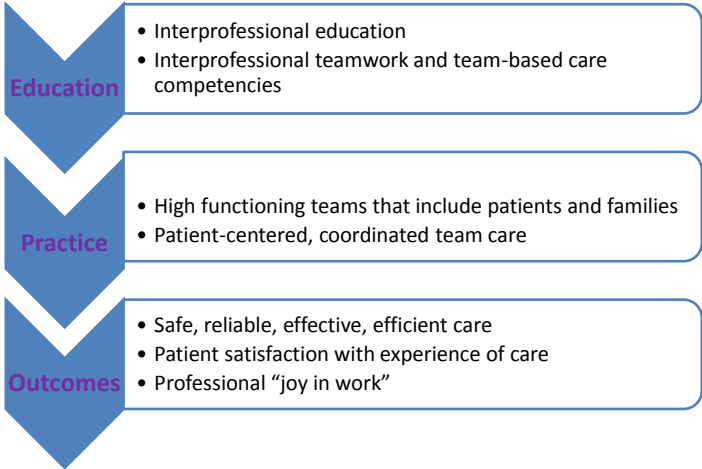 Education
• Interprofessional education
• Interprofessional teamwork and team-based care
competencies
Practice
• High functioning teams that include patients and families
• Patient-centered, coordinated team care
Outcomes
• Safe, reliable, effective, efficient care
• Patient satisfaction with experience of care
• Professional “joy in work”